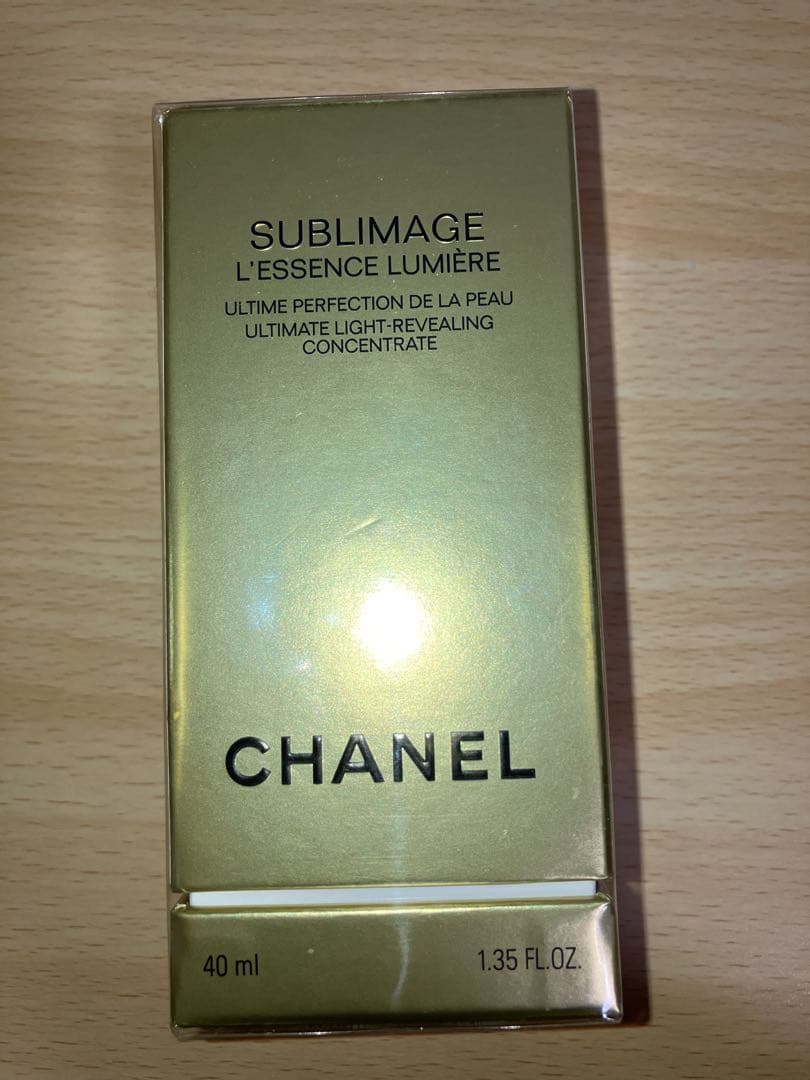 SUBLIMAGE
L'ESSENCE LUMIÈRE
ULTIME PERFECTION DE LA PEAU
ULTIMATE LIGHT-REVEALING
CONCENTRATE
CHANEL
40 ml 1.35 FL.OZ.